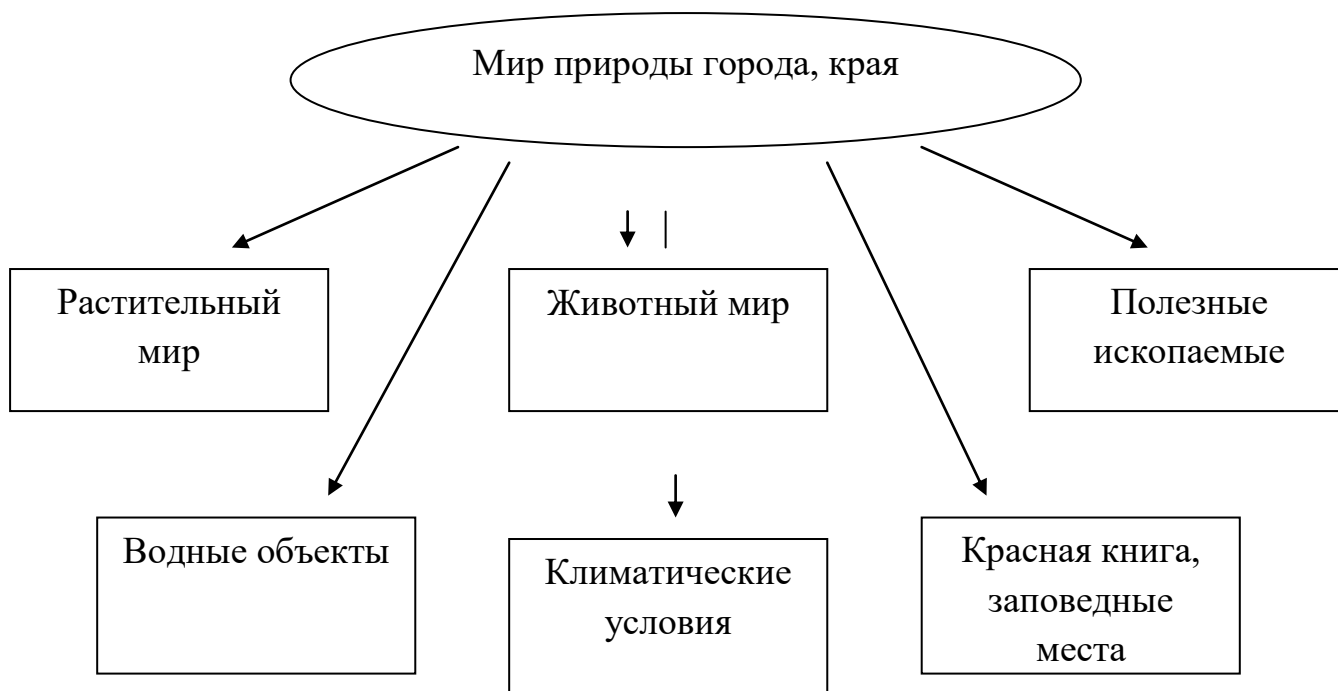 Мир природы города, края
Растительный
мир
Животный мир
Полезные
ископаемые
Водные объекты
Климатические
условия
Красная книга,
заповедные
места